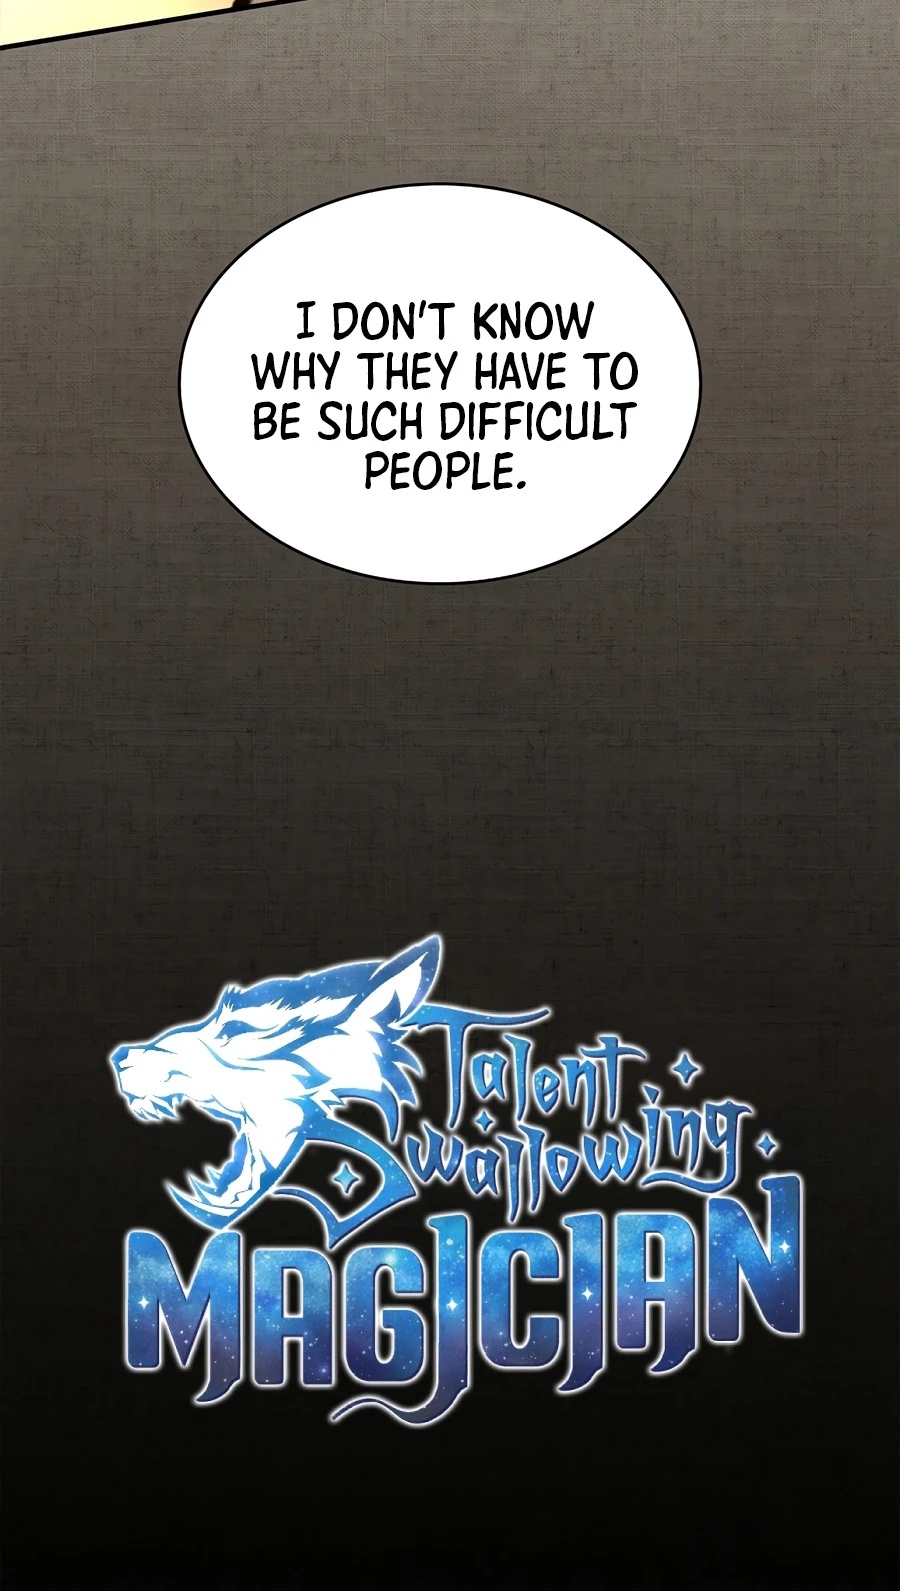 I DON'T KNOW
WHY THEY HAVE TO
BE SUCH DIFFICULT
PEOPLE.
Talent
Swallowing
MAGICIAN